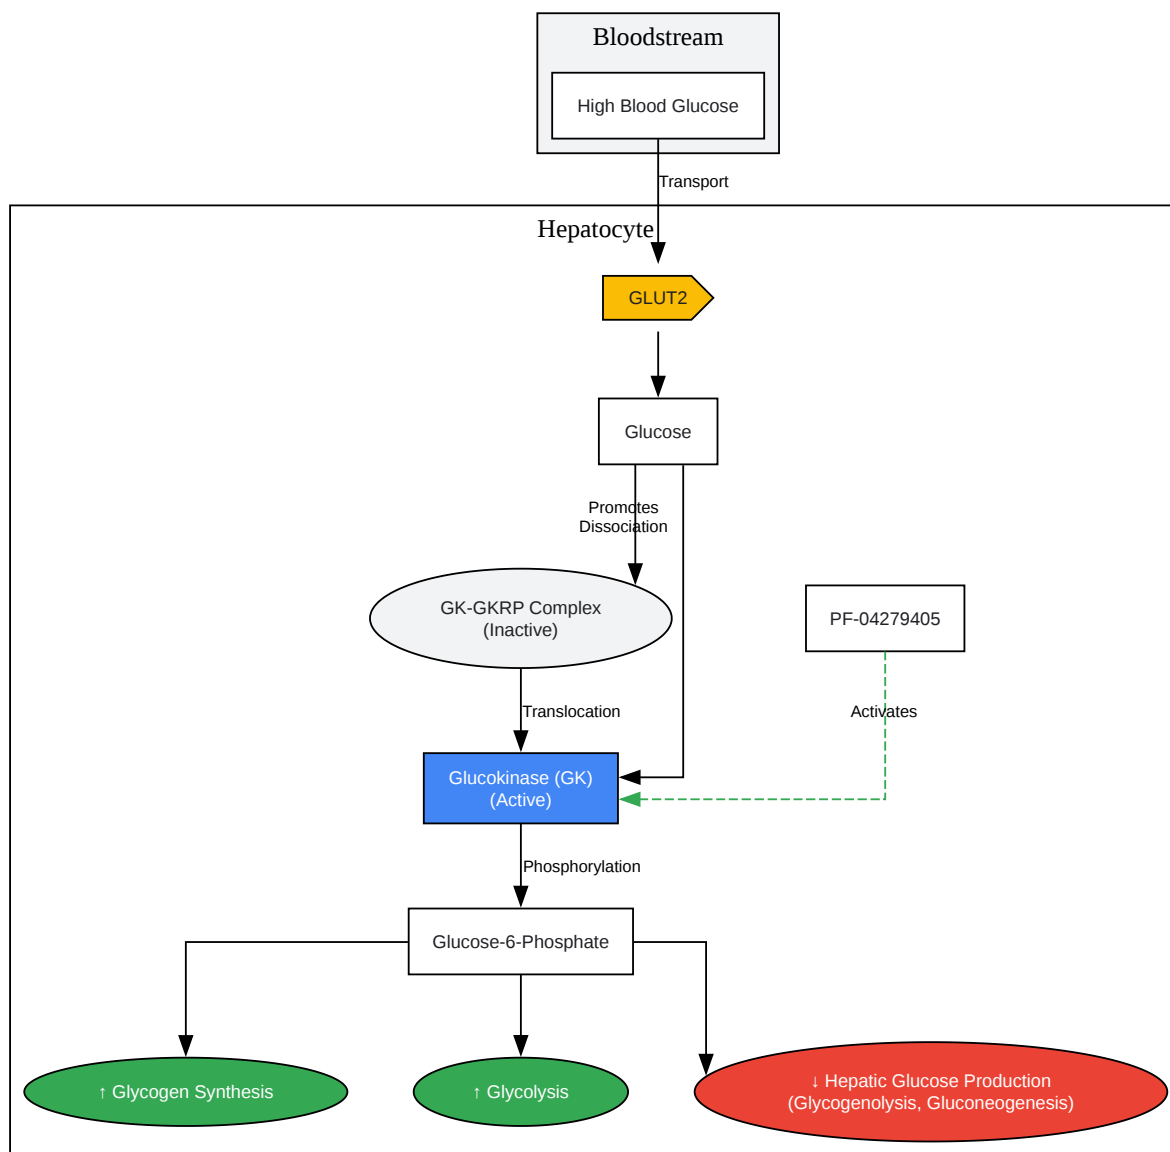 Bloodstream
High Blood Glucose
Transport
Hepatocyte
GLUT2
Glucose
Promotes
Dissociation
GK-GKRP Complex
(Inactive)
PF-04279405
Translocation
Activates
Glucokinase (GK)
(Active)
Phosphorylation
Glucose-6-Phosphate
↑ Glycogen Synthesis
↑ Glycolysis
↓ Hepatic Glucose Production
(Glycogenolysis, Gluconeogenesis)